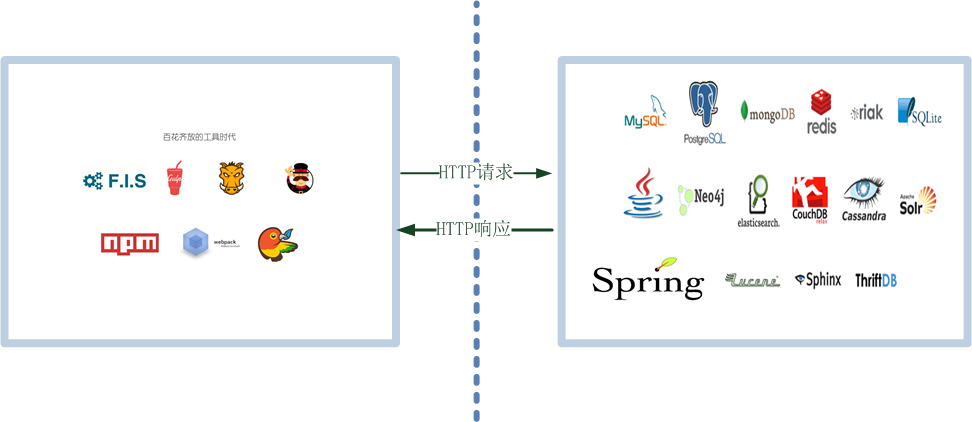 百花齐放的工具时代
F.I.S
Gulp
npm
webpack
HTTP请求
HTTP响应
MySQL
PostgreSQL
mongoDB
redis
riak
SQLite
Neo4j
elasticsearch.
CouchDB
relax
Cassandra
Apache
Solr
Spring
Lucene
Sphinx
ThriftDB